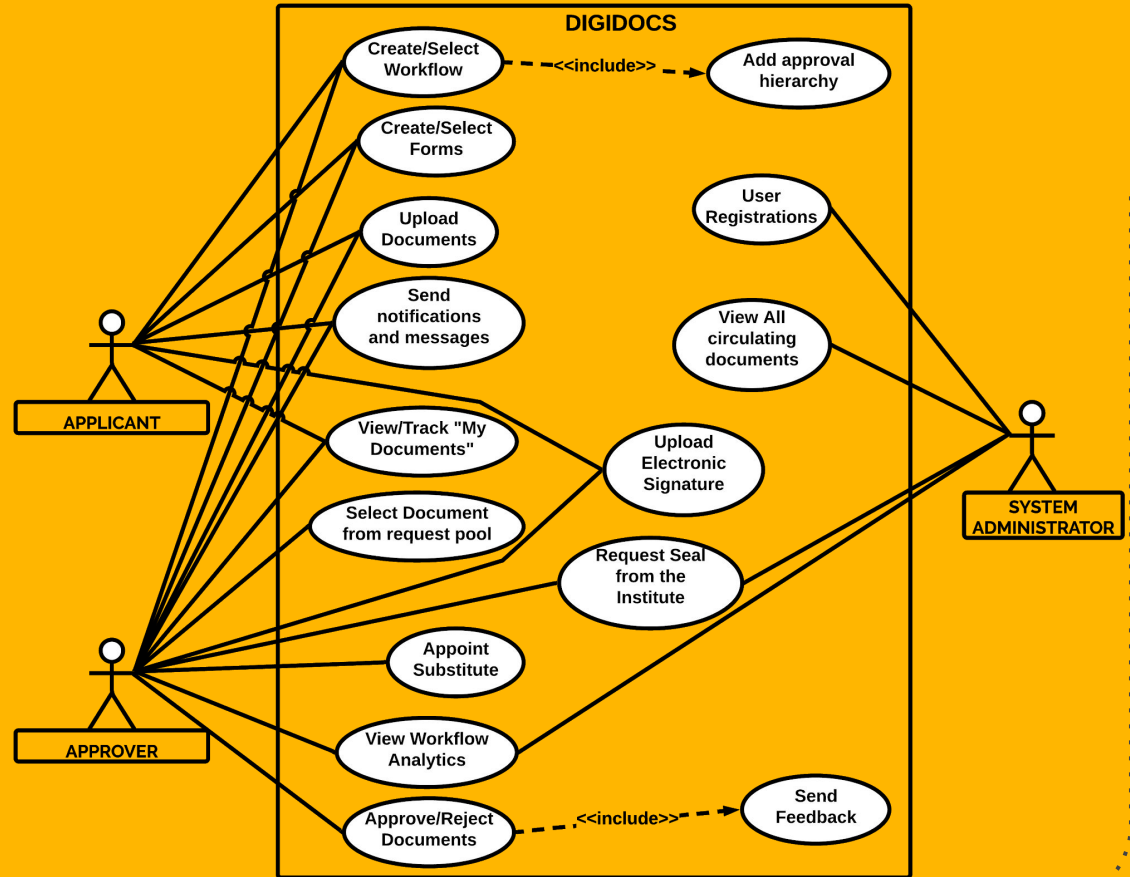 DIGIDOCS
Create/Select
Workflow
<<include>>
Add approval
hierarchy
Create/Select
Forms
User
Registrations
Upload
Documents
Send
notifications
and messages
View All
circulating
documents
APPLICANT
View/Track "My
Documents"
Upload
Electronic
Signature
Select Document
from request pool
SYSTEM
ADMINISTRATOR
Request Seal
from the
Institute
Appoint
Substitute
APPROVER
View Workflow
Analytics
Approve/Reject
Documents
<<include>>
Send
Feedback